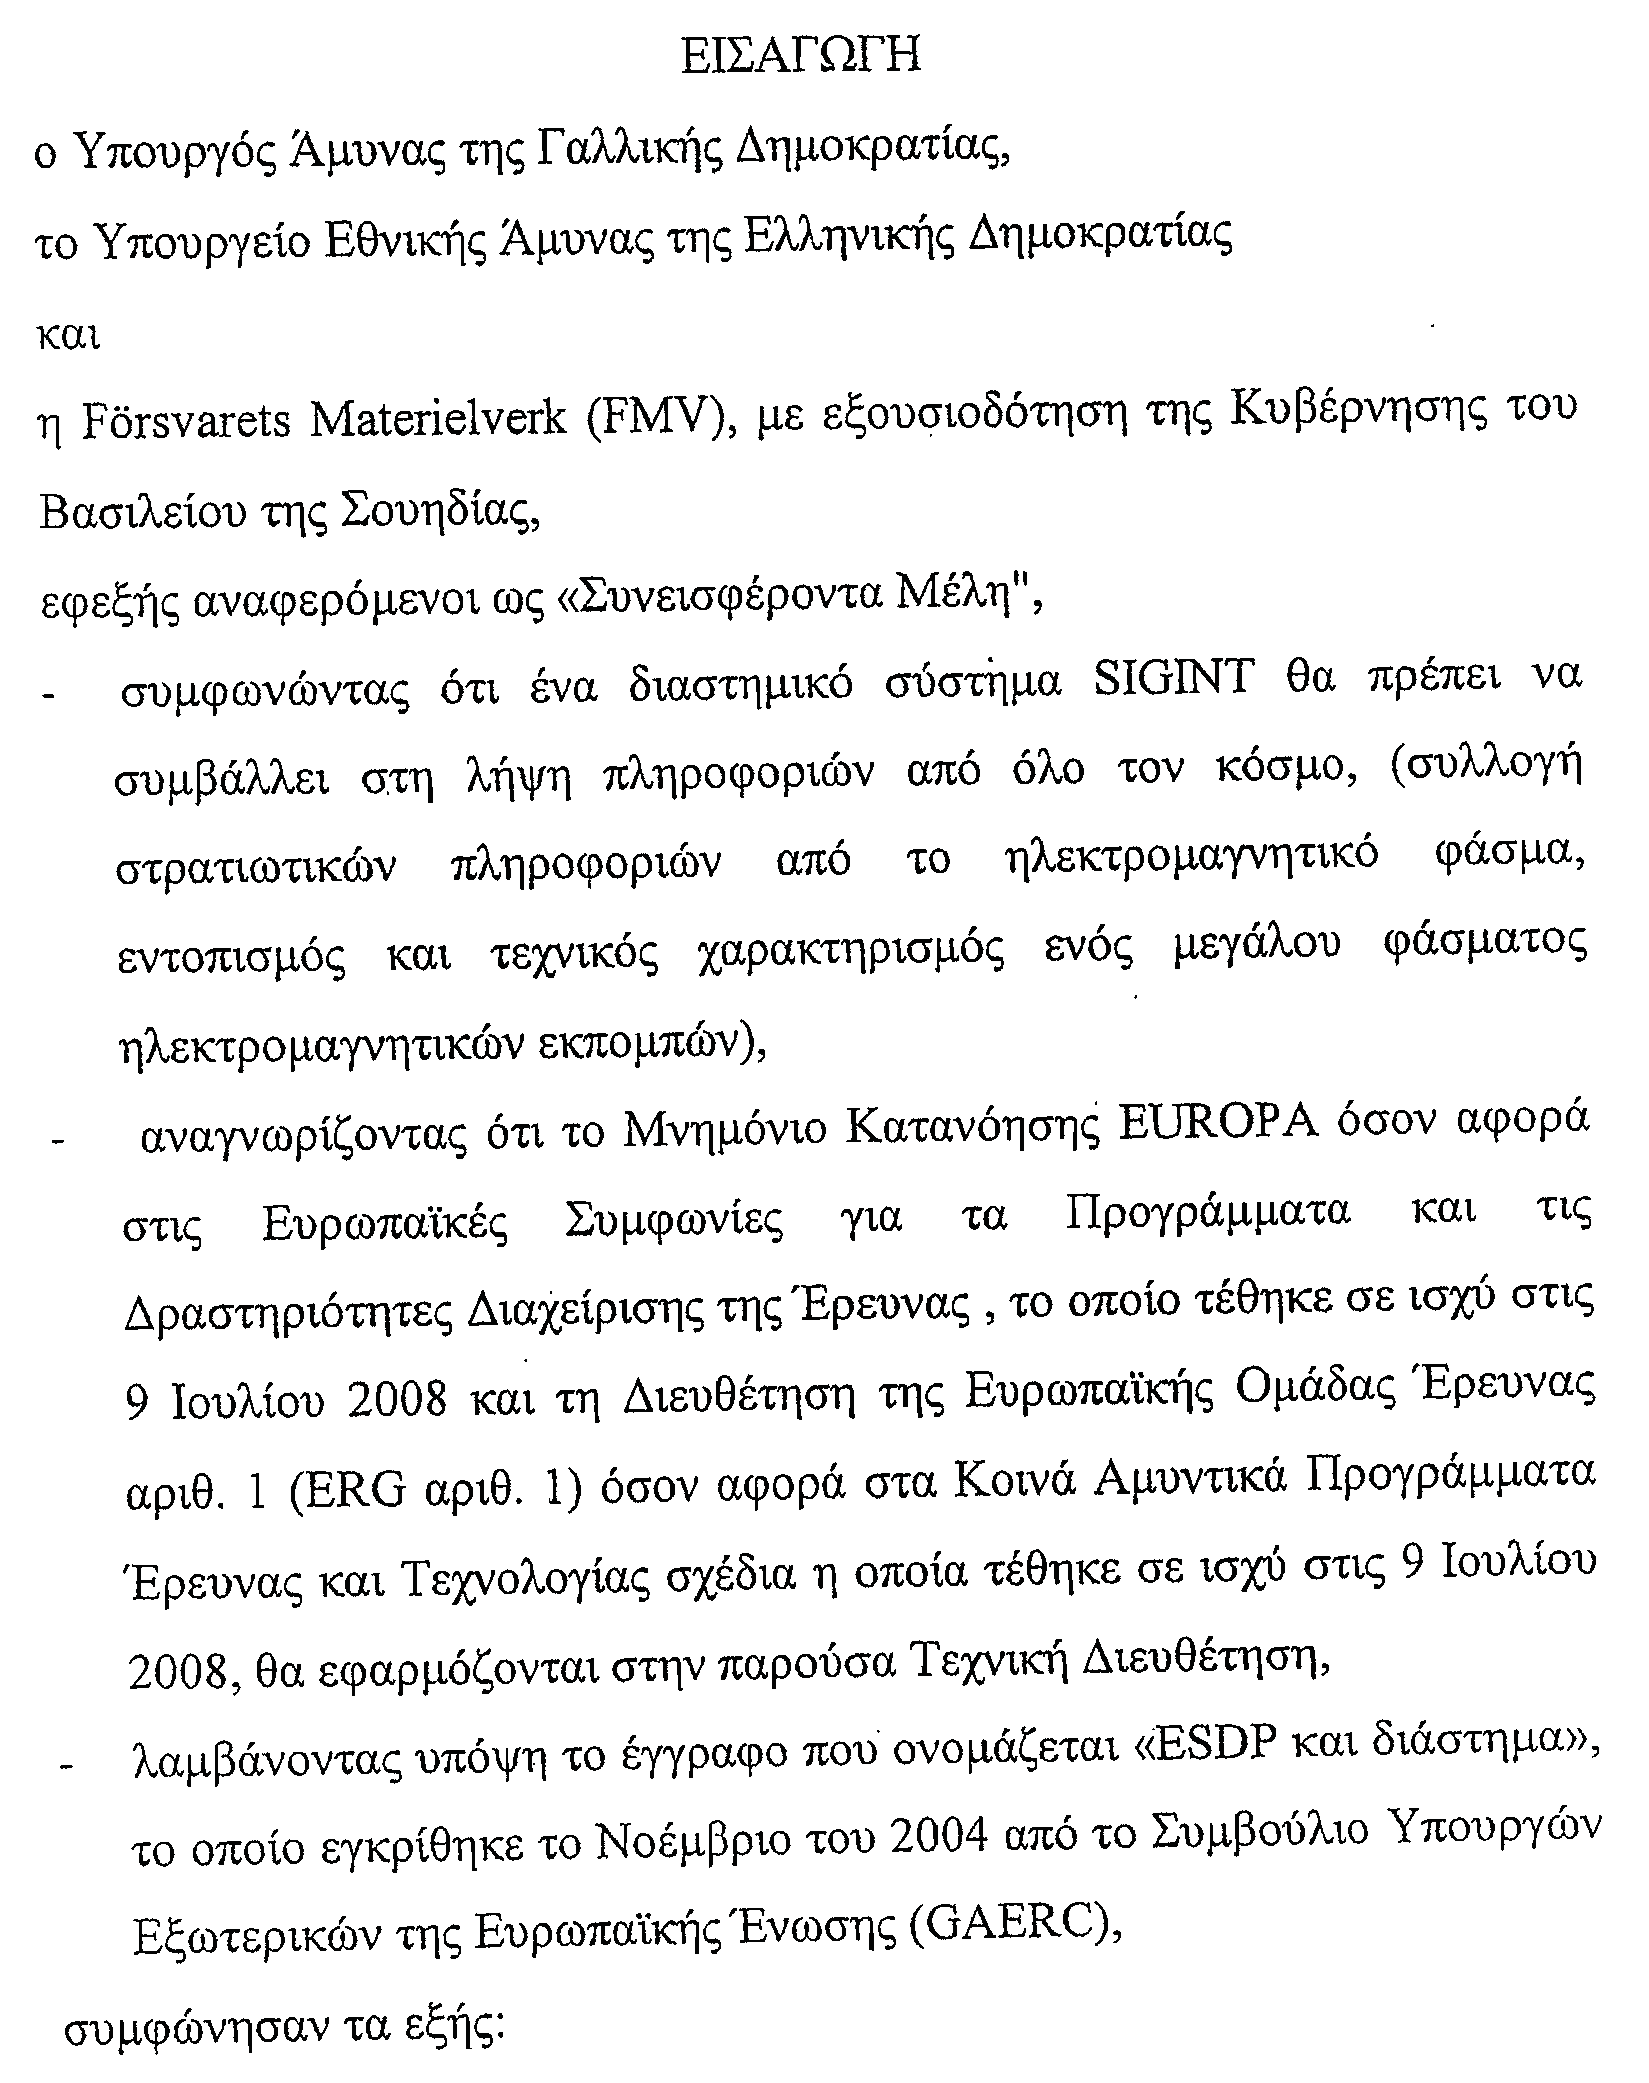 ΕΙΣΑΓΩΓΗ
ο Υπουργός Άμυνας της Γαλλικής Δημοκρατίας,
το Υπουργείο Εθνικής Άμυνας της Ελληνικής Δημοκρατίας
και
η Försvarets Materielverk (FMV), με εξουσιοδότηση της Κυβέρνησης του
Βασιλείου της Σουηδίας,
εφεξής αναφερόμενοι ως «Συνεισφέροντα Μέλη",
- συμφωνώντας ότι ένα διαστημικό σύστημα SIGINT θα πρέπει να
συμβάλλει στη λήψη πληροφοριών από όλο τον κόσμο, (συλλογή
στρατιωτικών πληροφοριών από το ηλεκτρομαγνητικό φάσμα,
εντοπισμός και τεχνικός χαρακτηρισμός ενός μεγάλου φάσματος
ηλεκτρομαγνητικών εκπομπών),
- αναγνωρίζοντας ότι το Μνημόνιο Κατανόησης EUROPA όσον αφορά
στις Ευρωπαϊκές Συμφωνίες για τα Προγράμματα και τις
Δραστηριότητες Διαχείρισης της Έρευνας , το οποίο τέθηκε σε ισχύ στις
9 Ιουλίου 2008 και τη Διευθέτηση της Ευρωπαϊκής Ομάδας Έρευνας
αριθ. 1 (ERG αριθ. 1) όσον αφορά στα Κοινά Αμυντικά Προγράμματα
Έρευνας και Τεχνολογίας σχέδια η οποία τέθηκε σε ισχύ στις 9 Ιουλίου
2008, θα εφαρμόζονται στην παρούσα Τεχνική Διευθέτηση,
- λαμβάνοντας υπόψη το έγγραφο που ονομάζεται «ESDP και διάστημα»,
το οποίο εγκρίθηκε το Νοέμβριο του 2004 από το Συμβούλιο Υπουργών
Εξωτερικών της Ευρωπαϊκής Ένωσης (GAERC),
συμφώνησαν τα εξής: